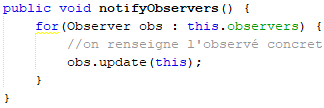 public void notifyObservers() {
for(Observer obs : this.observers) {
//on renseigne l'observé concret
obs.update(this);
}
}